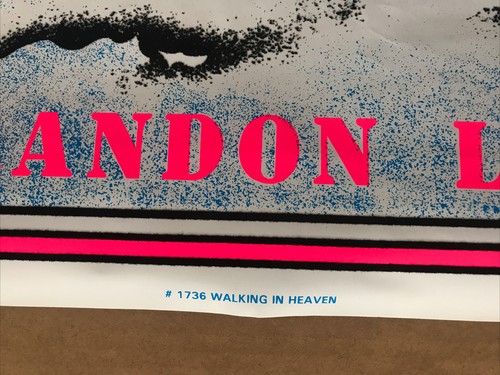 ANDON L
# 1736 WALKING IN HEAVEN